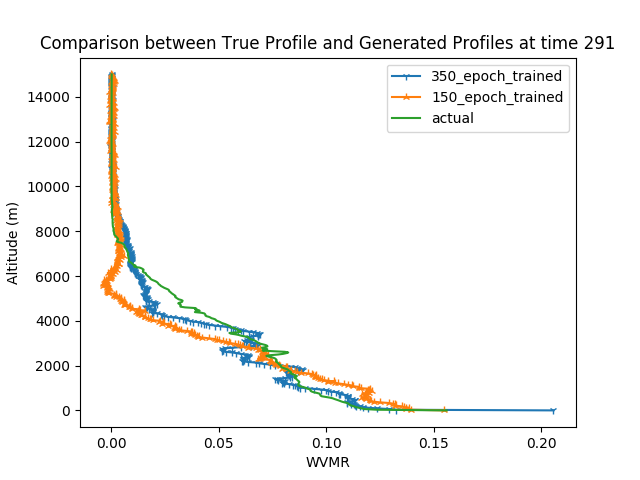 Comparison between True Profile and Generated Profiles at time 291
350_epoch_trained
150_epoch_trained
actual
Altitude (m)
14000
12000
10000
8000
6000
4000
2000
0
0.00 0.05 0.10 0.15 0.20
WVMR